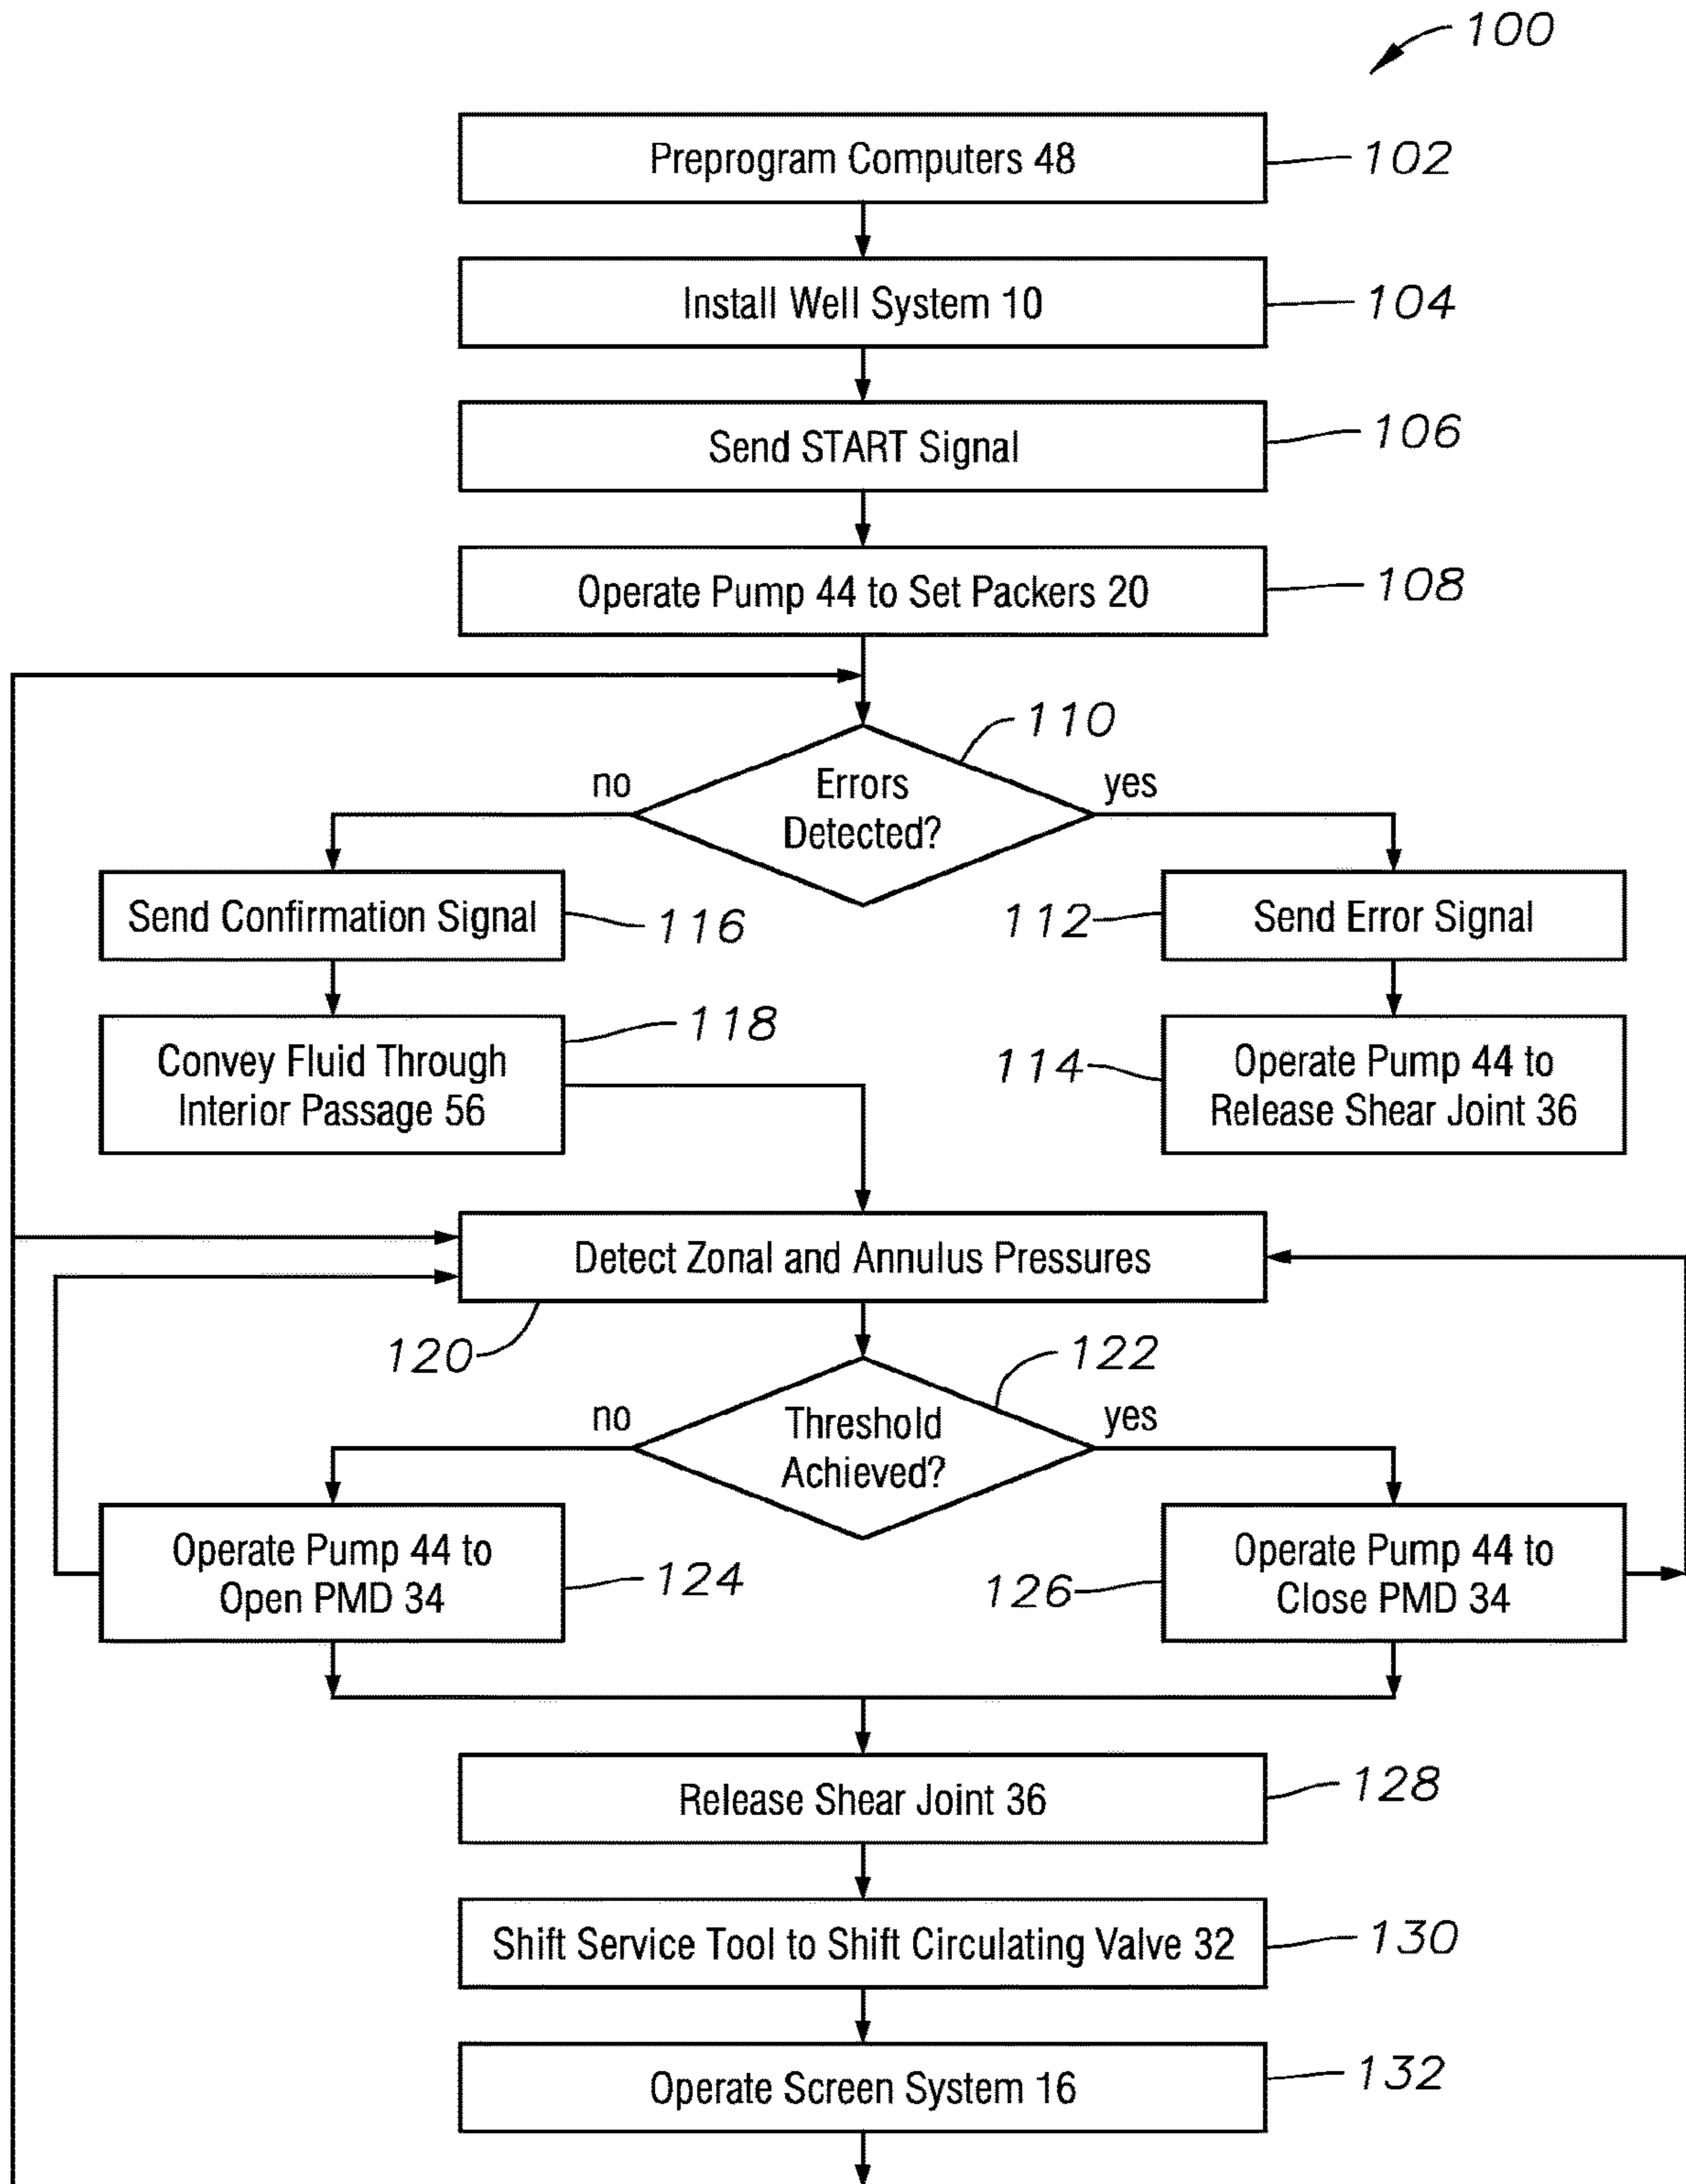 100
Preprogram Computers 48
102
Install Well System 10
104
Send START Signal
106
Operate Pump 44 to Set Packers 20
108
110
no
Errors
Detected?
yes
Send Confirmation Signal
116
112
Send Error Signal
Convey Fluid Through
Interior Passage 56
118
114
Operate Pump 44 to
Release Shear Joint 36
Detect Zonal and Annulus Pressures
120
122
no
Threshold
Achieved?
yes
Operate Pump 44 to
Open PMD 34
124
126
Operate Pump 44 to
Close PMD 34
Release Shear Joint 36
128
Shift Service Tool to Shift Circulating Valve 32
130
Operate Screen System 16
132